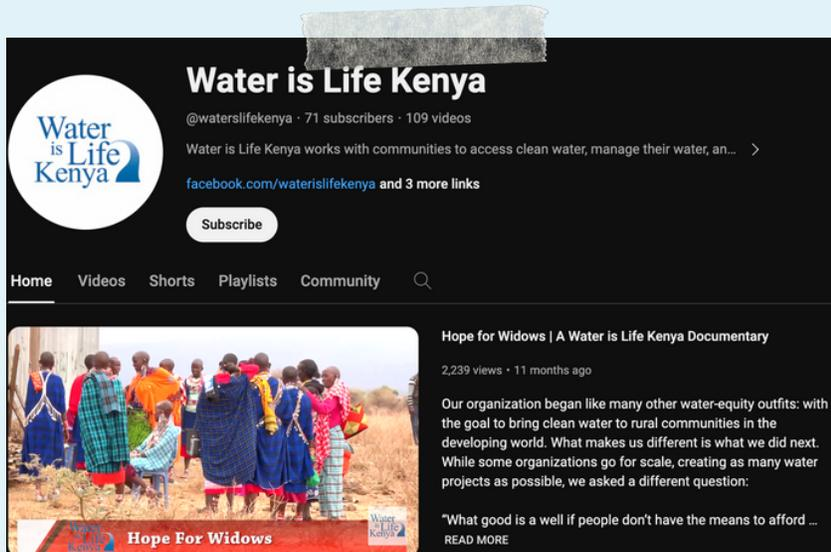 Water is Life Kenya
@waterslifekenya · 71 subscribers · 109 videos
Water is Life Kenya works with communities to access clean water, manage their water, an...
facebook.com/waterislifekenya and 3 more links
Subscribe
Water
is Life
Kenya
Home Videos Shorts Playlists Community
Hope for Widows | A Water is Life Kenya Documentary
2,239 views • 11 months ago
Our organization began like many other water-equity outfits: with
the goal to bring clean water to rural communities in the
developing world. What makes us different is what we did next.
While some organizations go for scale, creating as many water
projects as possible, we asked a different question:
“What good is a well if people don’t have the means to afford ...
READ MORE
Water
is Life
Kenya
Hope For Widows
Water
is Life
Kenya